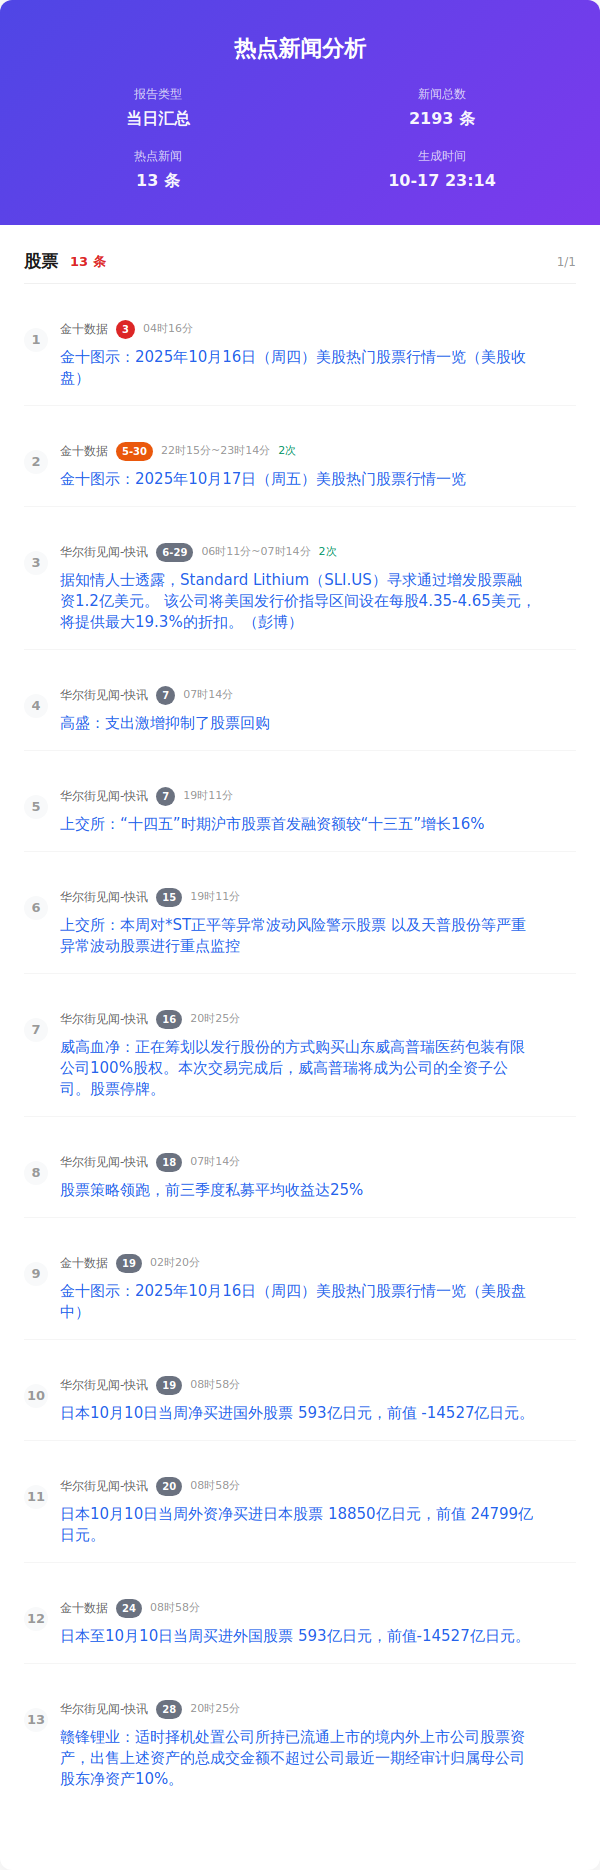 热点新闻分析
报告类型
新闻总数
当日汇总
2193 条
热点新闻
生成时间
13 条
10-17 23:14
股票 13 条 1/1
1
金十数据 3 04时16分
金十图示：2025年10月16日（周四）美股热门股票行情一览（美股收
盘）
2
金十数据 5-30 22时15分~23时14分 2次
金十图示：2025年10月17日（周五）美股热门股票行情一览
3
华尔街见闻-快讯 6-29 06时11分~07时14分 2次
据知情人士透露，Standard Lithium（SLI.US）寻求通过增发股票融
资1.2亿美元。 该公司将美国发行价指导区间设在每股4.35-4.65美元，
将提供最大19.3%的折扣。（彭博）
4
华尔街见闻-快讯 7 07时14分
高盛：支出激增抑制了股票回购
5
华尔街见闻-快讯 7 19时11分
上交所：“十四五”时期沪市股票首发融资额较“十三五”增长16%
6
华尔街见闻-快讯 15 19时11分
上交所：本周对*ST正平等异常波动风险警示股票 以及天普股份等严重
异常波动股票进行重点监控
7
华尔街见闻-快讯 16 20时25分
威高血净：正在筹划以发行股份的方式购买山东威高普瑞医药包装有限
公司100%股权。本次交易完成后，威高普瑞将成为公司的全资子公
司。股票停牌。
8
华尔街见闻-快讯 18 07时14分
股票策略领跑，前三季度私募平均收益达25%
9
金十数据 19 02时20分
金十图示：2025年10月16日（周四）美股热门股票行情一览（美股盘
中）
10
华尔街见闻-快讯 19 08时58分
日本10月10日当周净买进国外股票 593亿日元，前值 -14527亿日元。
11
华尔街见闻-快讯 20 08时58分
日本10月10日当周外资净买进日本股票 18850亿日元，前值 24799亿
日元。
12
金十数据 24 08时58分
日本至10月10日当周买进外国股票 593亿日元，前值-14527亿日元。
13
华尔街见闻-快讯 28 20时25分
赣锋锂业：适时择机处置公司所持已流通上市的境内外上市公司股票资
产，出售上述资产的总成交金额不超过公司最近一期经审计归属母公司
股东净资产10%。